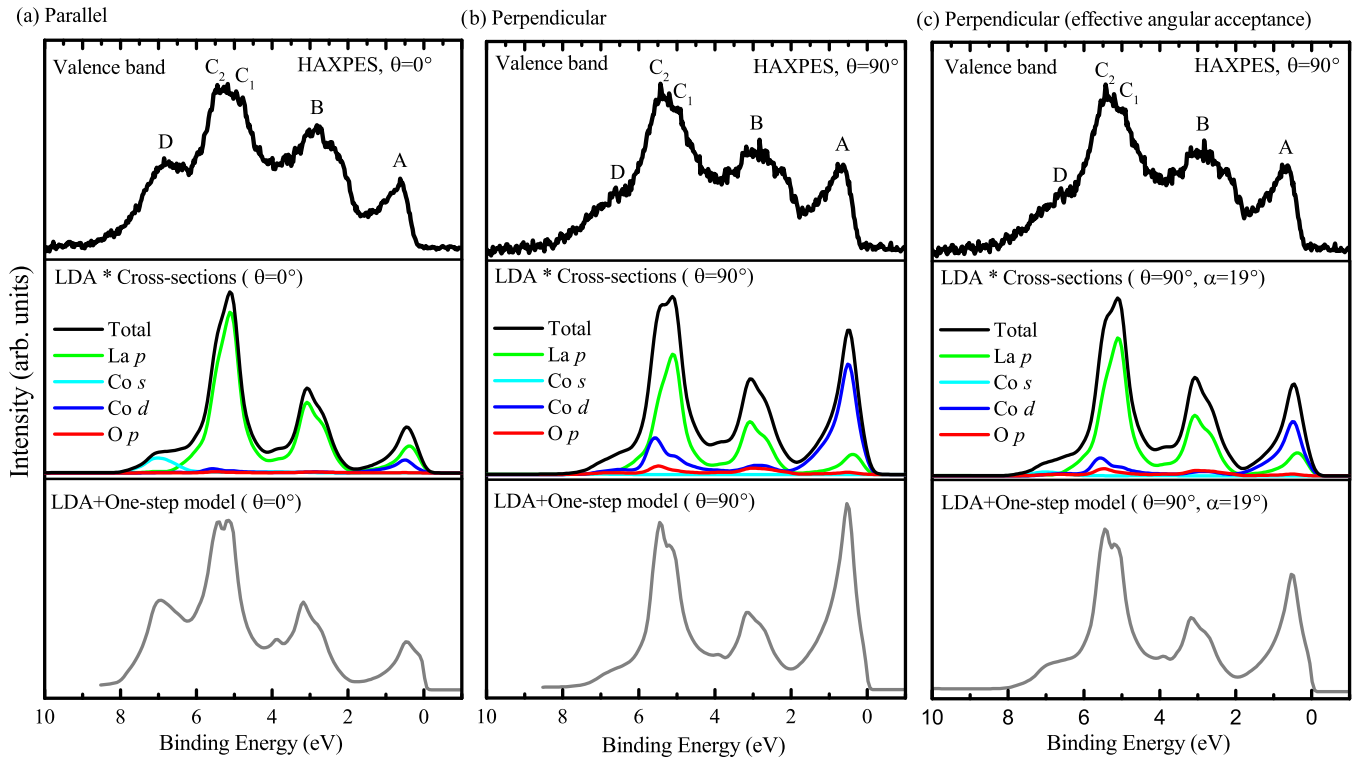 (a) Parallel
Valence band
HAXPES, θ=0°
D
C₂
C₁
B
A
LDA * Cross-sections ( θ=0°)
Total
La p
Co s
Co d
O p
LDA+One-step model ( θ=0°)
10 8 6 4 2 0
Binding Energy (eV)
Intensity (arb. units)
(b) Perpendicular
Valence band
HAXPES, θ=90°
D
C₂
C₁
B
A
LDA * Cross-sections ( θ=90°)
Total
La p
Co s
Co d
O p
LDA+One-step model ( θ=90°)
10 8 6 4 2 0
Binding Energy (eV)
(c) Perpendicular (effective angular acceptance)
Valence band
HAXPES, θ=90°
D
C₂
C₁
B
A
LDA * Cross-sections ( θ=90°, α=19°)
Total
La p
Co s
Co d
O p
LDA+One-step model ( θ=90°, α=19°)
10 8 6 4 2 0
Binding Energy (eV)